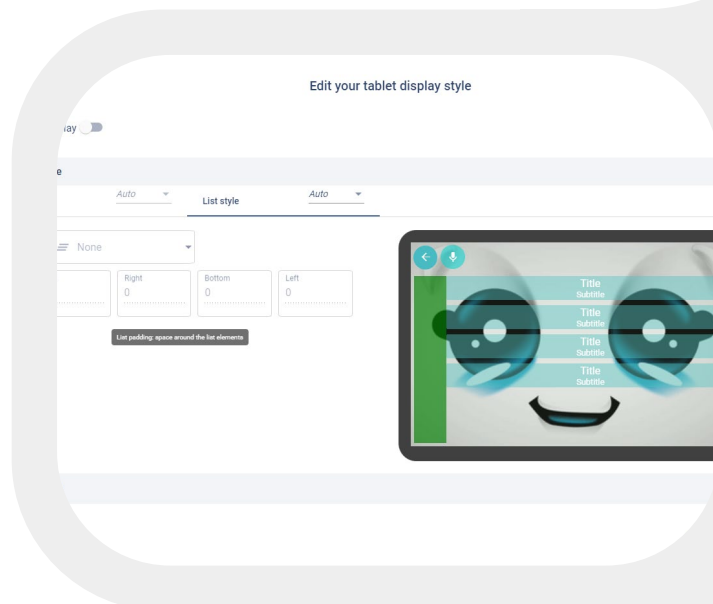 Edit your tablet display style
lay
e
Auto
List style
Auto
None
Right
Bottom
Left
0
0
0
List padding: space around the list elements
Title
Subtitle
Title
Subtitle
Title
Subtitle
Title
Subtitle